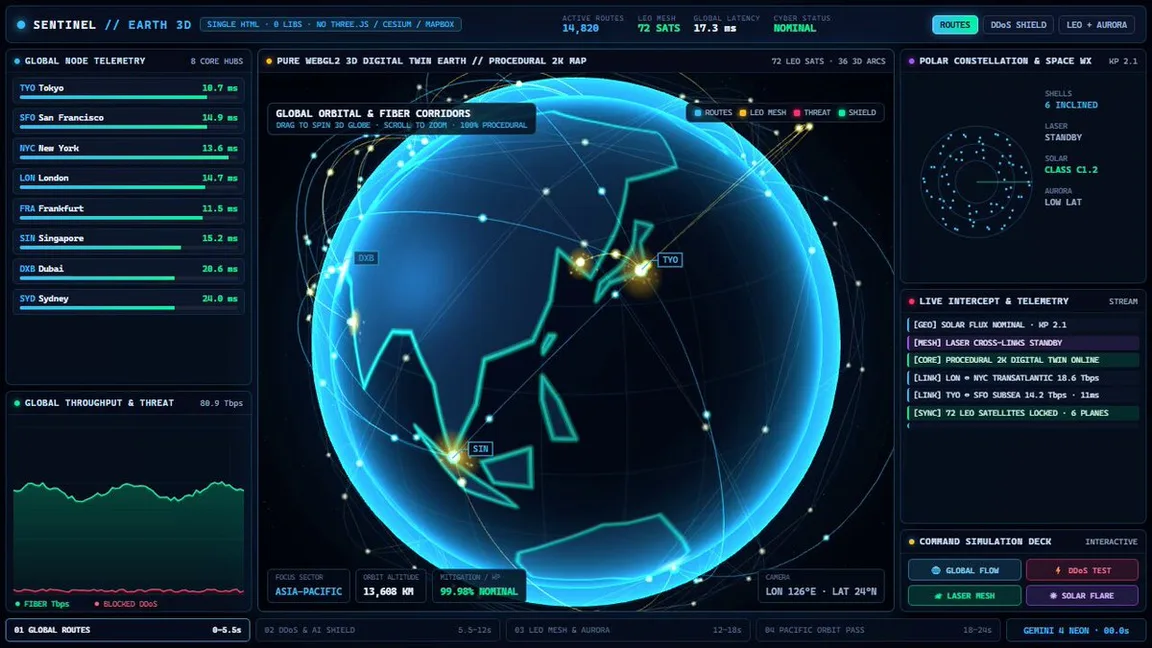 SENTINEL // EARTH 3D
SINGLE HTML · 0 LIBS · NO THREE.JS / CESIUM / MAPBOX
ACTIVE ROUTES
14,820
LEO MESH
72 SATS
GLOBAL LATENCY
17.3 ms
CYBER STATUS
NOMINAL
ROUTES
DDoS SHIELD
LEO + AURORA
GLOBAL NODE TELEMETRY
8 CORE HUBS
TYO Tokyo 10.7 ms
SFO San Francisco 14.9 ms
NYC New York 13.6 ms
LON London 14.7 ms
FRA Frankfurt 11.5 ms
SIN Singapore 15.2 ms
DXB Dubai 20.6 ms
SYD Sydney 24.0 ms
GLOBAL THROUGHPUT & THREAT
80.9 Tbps
FIBER Tbps
BLOCKED DDoS
PURE WEBGL2 3D DIGITAL TWIN EARTH // PROCEDURAL 2K MAP
72 LEO SATS · 36 3D ARCS
GLOBAL ORBITAL & FIBER CORRIDORS
DRAG TO SPIN 3D GLOBE · SCROLL TO ZOOM · 100% PROCEDURAL
ROUTES
LEO MESH
THREAT
SHIELD
DXB
TYO
SIN
FOCUS SECTOR
ASIA-PACIFIC
ORBIT ALTITUDE
13,608 KM
MITIGATION / KP
99.98% NOMINAL
CAMERA
LON 126°E · LAT 24°N
POLAR CONSTELLATION & SPACE WX
KP 2.1
SHELLS
6 INCLINED
LASER
STANDBY
SOLAR
CLASS C1.2
AURORA
LOW LAT
LIVE INTERCEPT & TELEMETRY
STREAM
[GEO] SOLAR FLUX NOMINAL · KP 2.1
[MESH] LASER CROSS-LINKS STANDBY
[CORE] PROCEDURAL 2K DIGITAL TWIN ONLINE
[LINK] LON ⇔ NYC TRANSATLANTIC 18.6 Tbps
[LINK] TYO ⇔ SFO SUBSEA 14.2 Tbps · 11ms
[SYNC] 72 LEO SATELLITES LOCKED · 6 PLANES
COMMAND SIMULATION DECK
INTERACTIVE
GLOBAL FLOW
DDoS TEST
LASER MESH
SOLAR FLARE
01 GLOBAL ROUTES
0–5.5s
02 DDoS & AI SHIELD
5.5–12s
03 LEO MESH & AURORA
12–18s
04 PACIFIC ORBIT PASS
18–24s
GEMINI 4 NEON · 00.0s